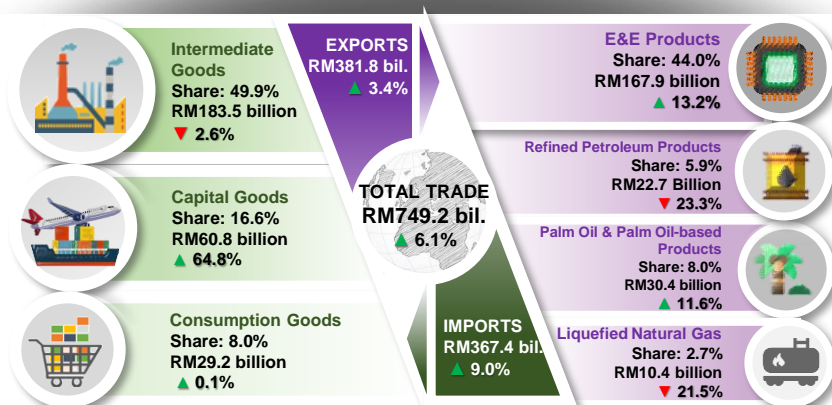 Intermediate
Goods
Share: 49.9%
RM183.5 billion
▼ 2.6%
Capital Goods
Share: 16.6%
RM60.8 billion
▲ 64.8%
Consumption Goods
Share: 8.0%
RM29.2 billion
▲ 0.1%
EXPORTS
RM381.8 bil.
▲ 3.4%
TOTAL TRADE
RM749.2 bil.
▲ 6.1%
IMPORTS
RM367.4 bil.
▲ 9.0%
E&E Products
Share: 44.0%
RM167.9 billion
▲ 13.2%
Refined Petroleum Products
Share: 5.9%
RM22.7 Billion
▼ 23.3%
Palm Oil & Palm Oil-based
Products
Share: 8.0%
RM30.4 billion
▲ 11.6%
Liquefied Natural Gas
Share: 2.7%
RM10.4 billion
▼ 21.5%